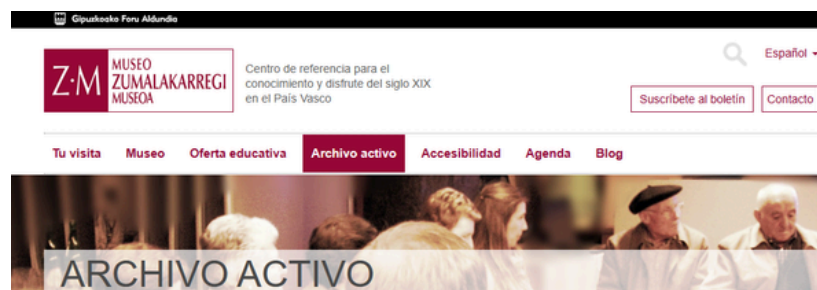 Gipuzkoako Foru Aldundia
Z·M
MUSEO
ZUMALAKARREGI
MUSEOA
Centro de referencia para el
conocimiento y disfrute del siglo XIX
en el País Vasco
Español
Suscríbete al boletín
Contacto
Tu visita Museo Oferta educativa Archivo activo Accesibilidad Agenda Blog
ARCHIVO ACTIVO